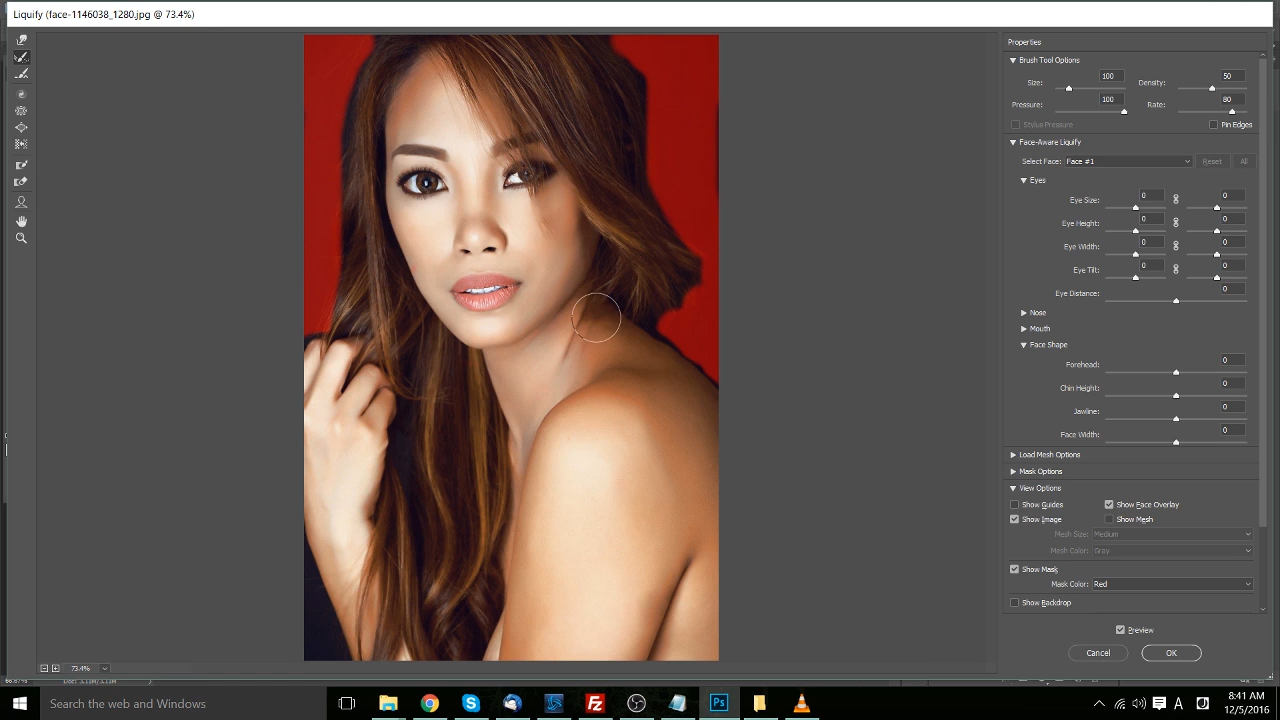 Liquify (face-1146038_1280.jpg @ 73.4%)
Properties
Brush Tool Options
Size: 100 Density: 50
Pressure: 100 Rate: 80
Stylus Pressure Pin Edges
Face-Aware Liquify
Select Face: Face #1 Reset All
Eyes
Eye Size: 0 0
Eye Height: 0 0
Eye Width: 0 0
Eye Tilt: 0 0
Eye Distance: 0
Nose
Mouth
Face Shape
Forehead: 0
Chin Height: 0
Jawline: 0
Face Width: 0
Load Mesh Options
Mask Options
View Options
Show Guides Show Face Overlay
Show Image Show Mesh
Mesh Size: Medium
Mesh Color: Gray
Show Mask
Mask Color: Red
Show Backdrop
Preview
Cancel OK
73.4%
Search the web and Windows
Ps
8:41 AM
12/5/2016